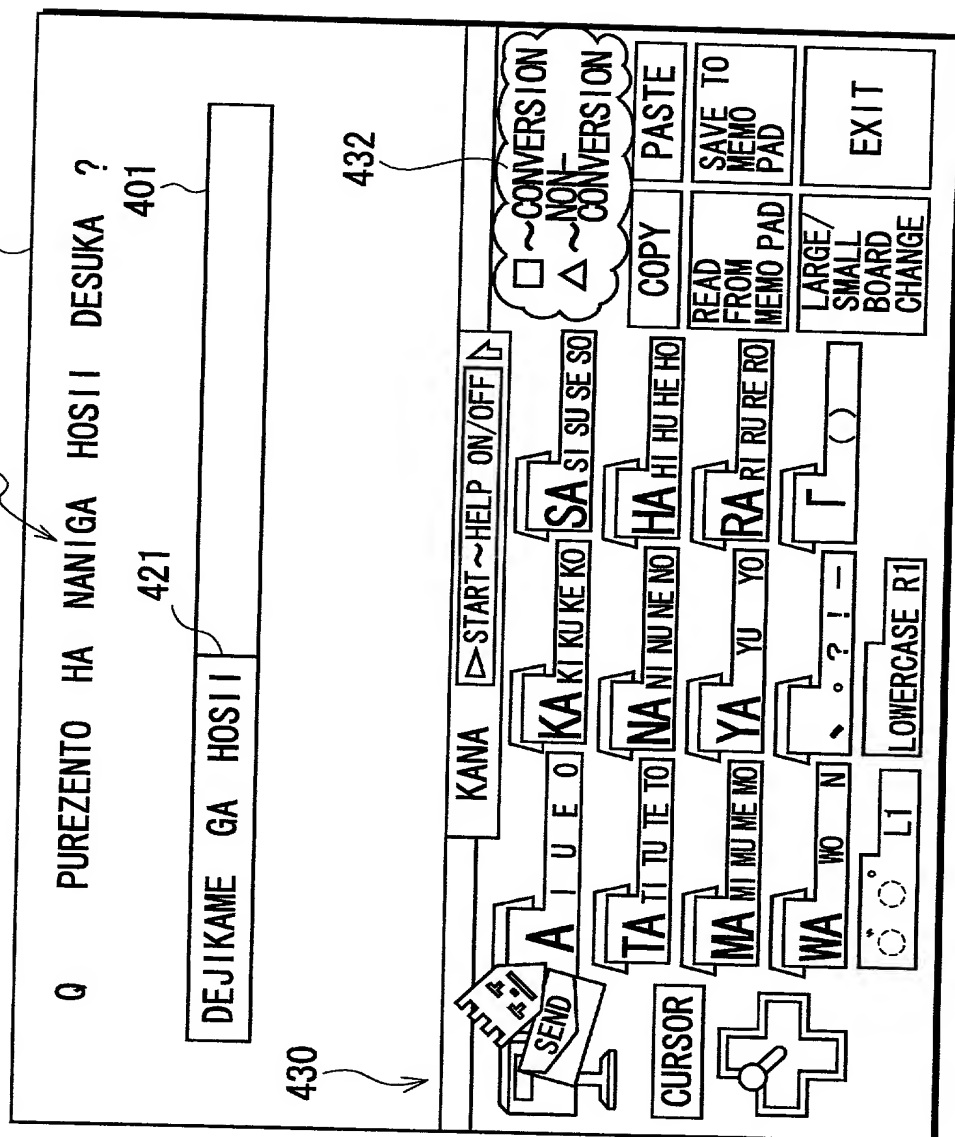 Q PUREZENTO HA NANIGA HOSII DESUKA ?
401
421
DEJIKAME GA HOSII
430
432
KANA ▷START~HELP ON/OFF
SEND
A I U E O
KA KI KU KE KO
SA SI SU SE SO
□~CONVERSION
△~NON-
CONVERSION
TA TI TU TE TO
NA NI NU NE NO
HA HI HU HE HO
COPY
PASTE
CURSOR
MA MI MU ME MO
YA YU YO
RA RI RU RE RO
READ
FROM
MEMO PAD
SAVE TO
MEMO
PAD
WA WO N
、 。 ? ! ー
「 ( )
LARGE/
SMALL
BOARD
CHANGE
EXIT
L1
LOWERCASE R1